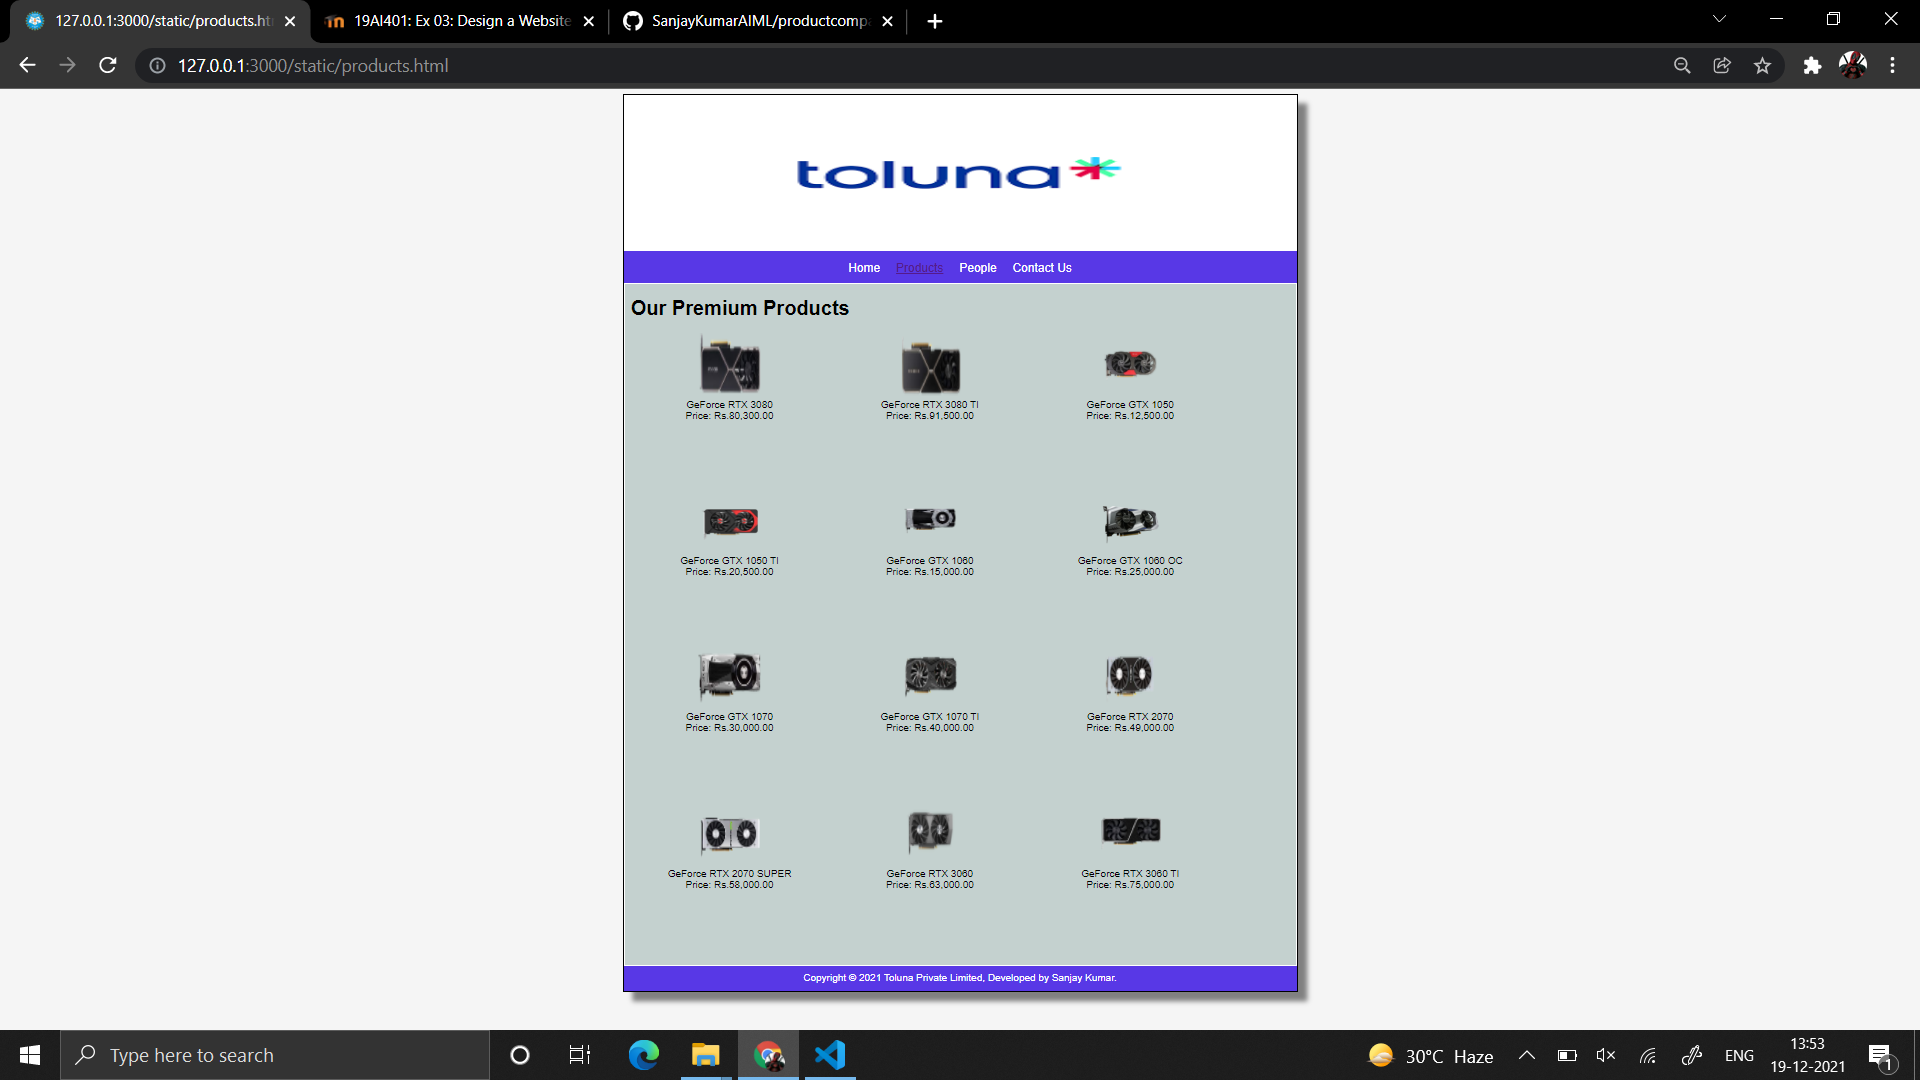 127.0.0.1:3000/static/products.ht
19AI401: Ex 03: Design a Website
SanjayKumarAIML/productcomp
127.0.0.1:3000/static/products.html
toluna
Home Products People Contact Us
Our Premium Products
GeForce RTX 3080
Price: Rs.80,300.00
GeForce RTX 3080 TI
Price: Rs.91,500.00
GeForce GTX 1050
Price: Rs.12,500.00
GeForce GTX 1050 TI
Price: Rs.20,500.00
GeForce GTX 1060
Price: Rs.15,000.00
GeForce GTX 1060 OC
Price: Rs.25,000.00
GeForce GTX 1070
Price: Rs.30,000.00
GeForce GTX 1070 TI
Price: Rs.40,000.00
GeForce RTX 2070
Price: Rs.49,000.00
GeForce RTX 2070 SUPER
Price: Rs.58,000.00
GeForce RTX 3060
Price: Rs.63,000.00
GeForce RTX 3060 TI
Price: Rs.75,000.00
Copyright © 2021 Toluna Private Limited, Developed by Sanjay Kumar.
Type here to search
30°C Haze
ENG
13:53
19-12-2021
1